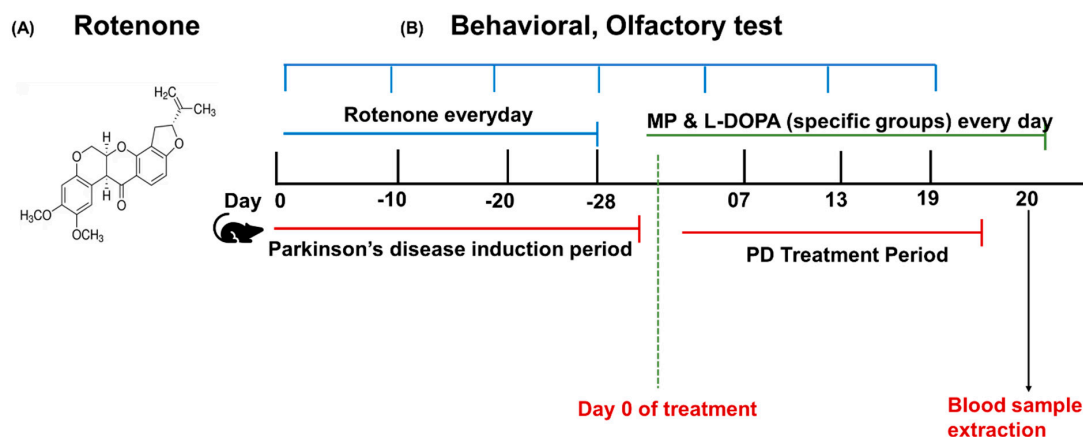 (A) Rotenone
(B) Behavioral, Olfactory test
H₂C
CH₃
O
H
O
O
H
O
H₃CO
OCH₃
Rotenone everyday
MP & L-DOPA (specific groups) every day
Day
0
-10
-20
-28
07
13
19
20
Parkinson's disease induction period
PD Treatment Period
Day 0 of treatment
Blood sample
extraction